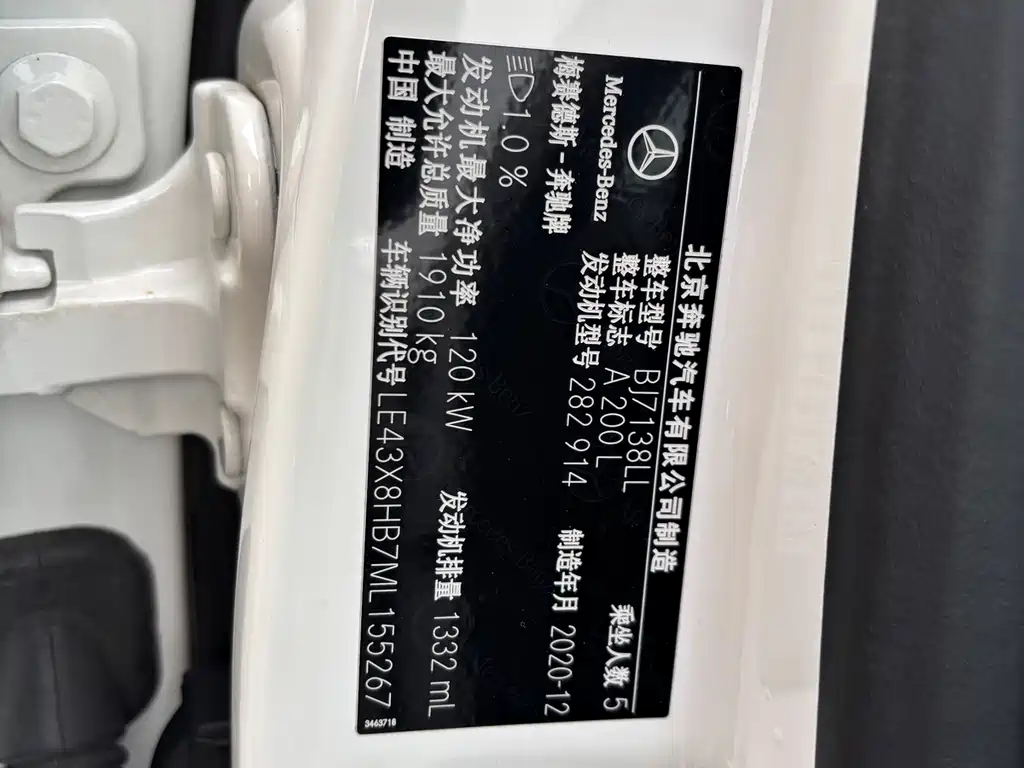 北京奔驰汽车有限公司制造
Mercedes-Benz
梅赛德斯-奔驰牌
整车型号 BJ7138LL
整车标志 A 200 L 乘坐人数 5
发动机型号 282 914 制造年月 2020-12
1.0 %
发动机最大净功率 120 kW 发动机排量 1332 mL
最大允许总质量 1910 kg
中国 制造 车辆识别代号 LE43X8HB7ML155267
3463718